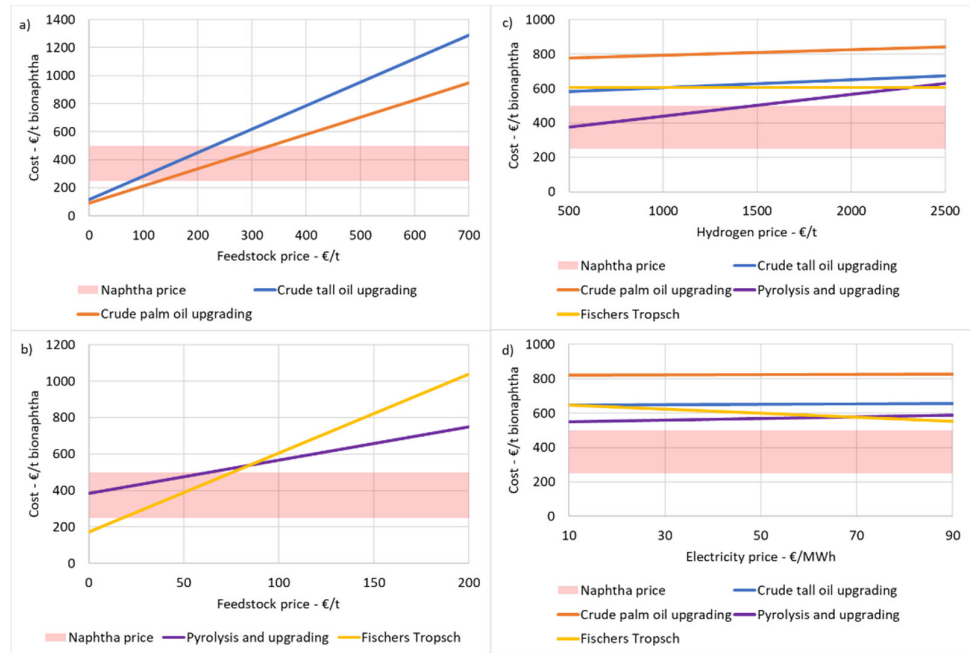 a)
Cost - €/t bionaphtha
1400
1200
1000
800
600
400
200
0
0 100 200 300 400 500 600 700
Feedstock price - €/t
Naphtha price Crude tall oil upgrading
Crude palm oil upgrading
c)
Cost - €/t bionaphtha
1000
800
600
400
200
0
500 1000 1500 2000 2500
Hydrogen price - €/t
Naphtha price Crude tall oil upgrading
Crude palm oil upgrading Pyrolysis and upgrading
Fischers Tropsch
b)
Cost - €/t bionaphtha
1200
1000
800
600
400
200
0
0 50 100 150 200
Feedstock price - €/t
Naphtha price Pyrolysis and upgrading Fischers Tropsch
d)
Cost - €/t bionaphtha
1000
800
600
400
200
0
10 30 50 70 90
Electricity price - €/MWh
Naphtha price Crude tall oil upgrading
Crude palm oil upgrading Pyrolysis and upgrading
Fischers Tropsch